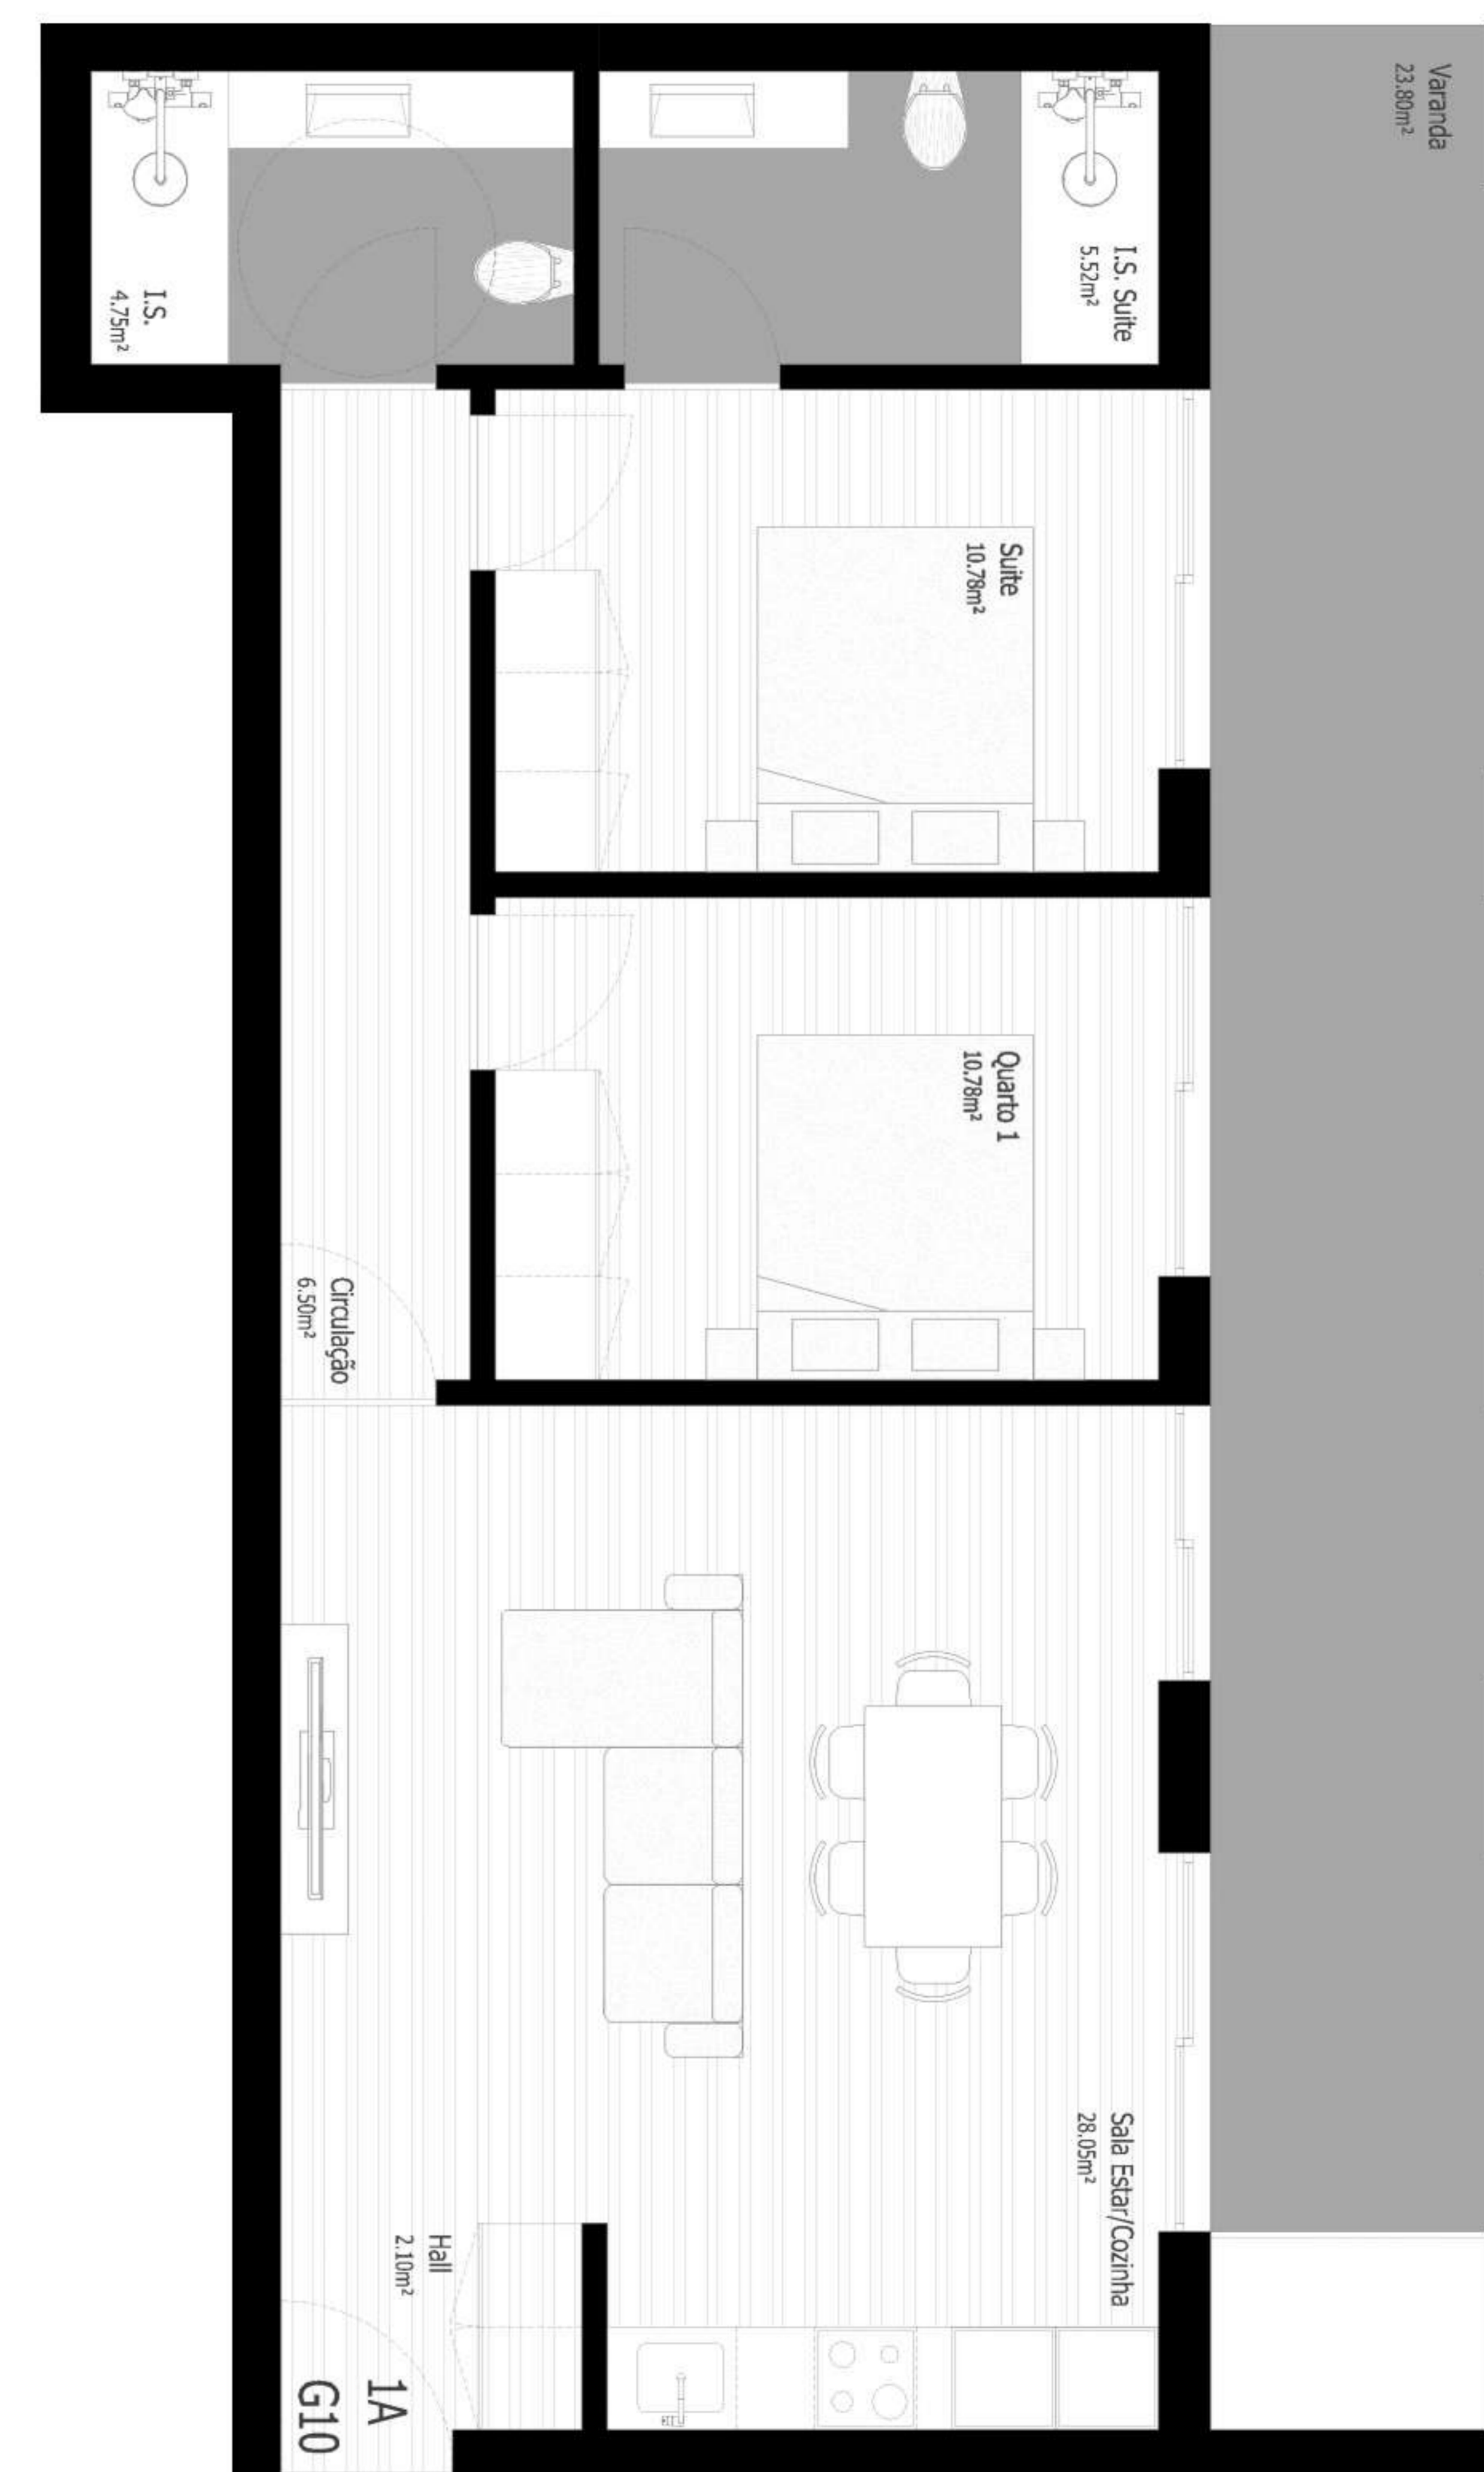 Varanda
23.80m²
I.S. Suite
5.52m²
I.S.
4.75m²
Suite
10.78m²
Quarto 1
10.78m²
Circulação
6.50m²
Sala Estar/Cozinha
28.05m²
Hall
2.10m²
1A
G10